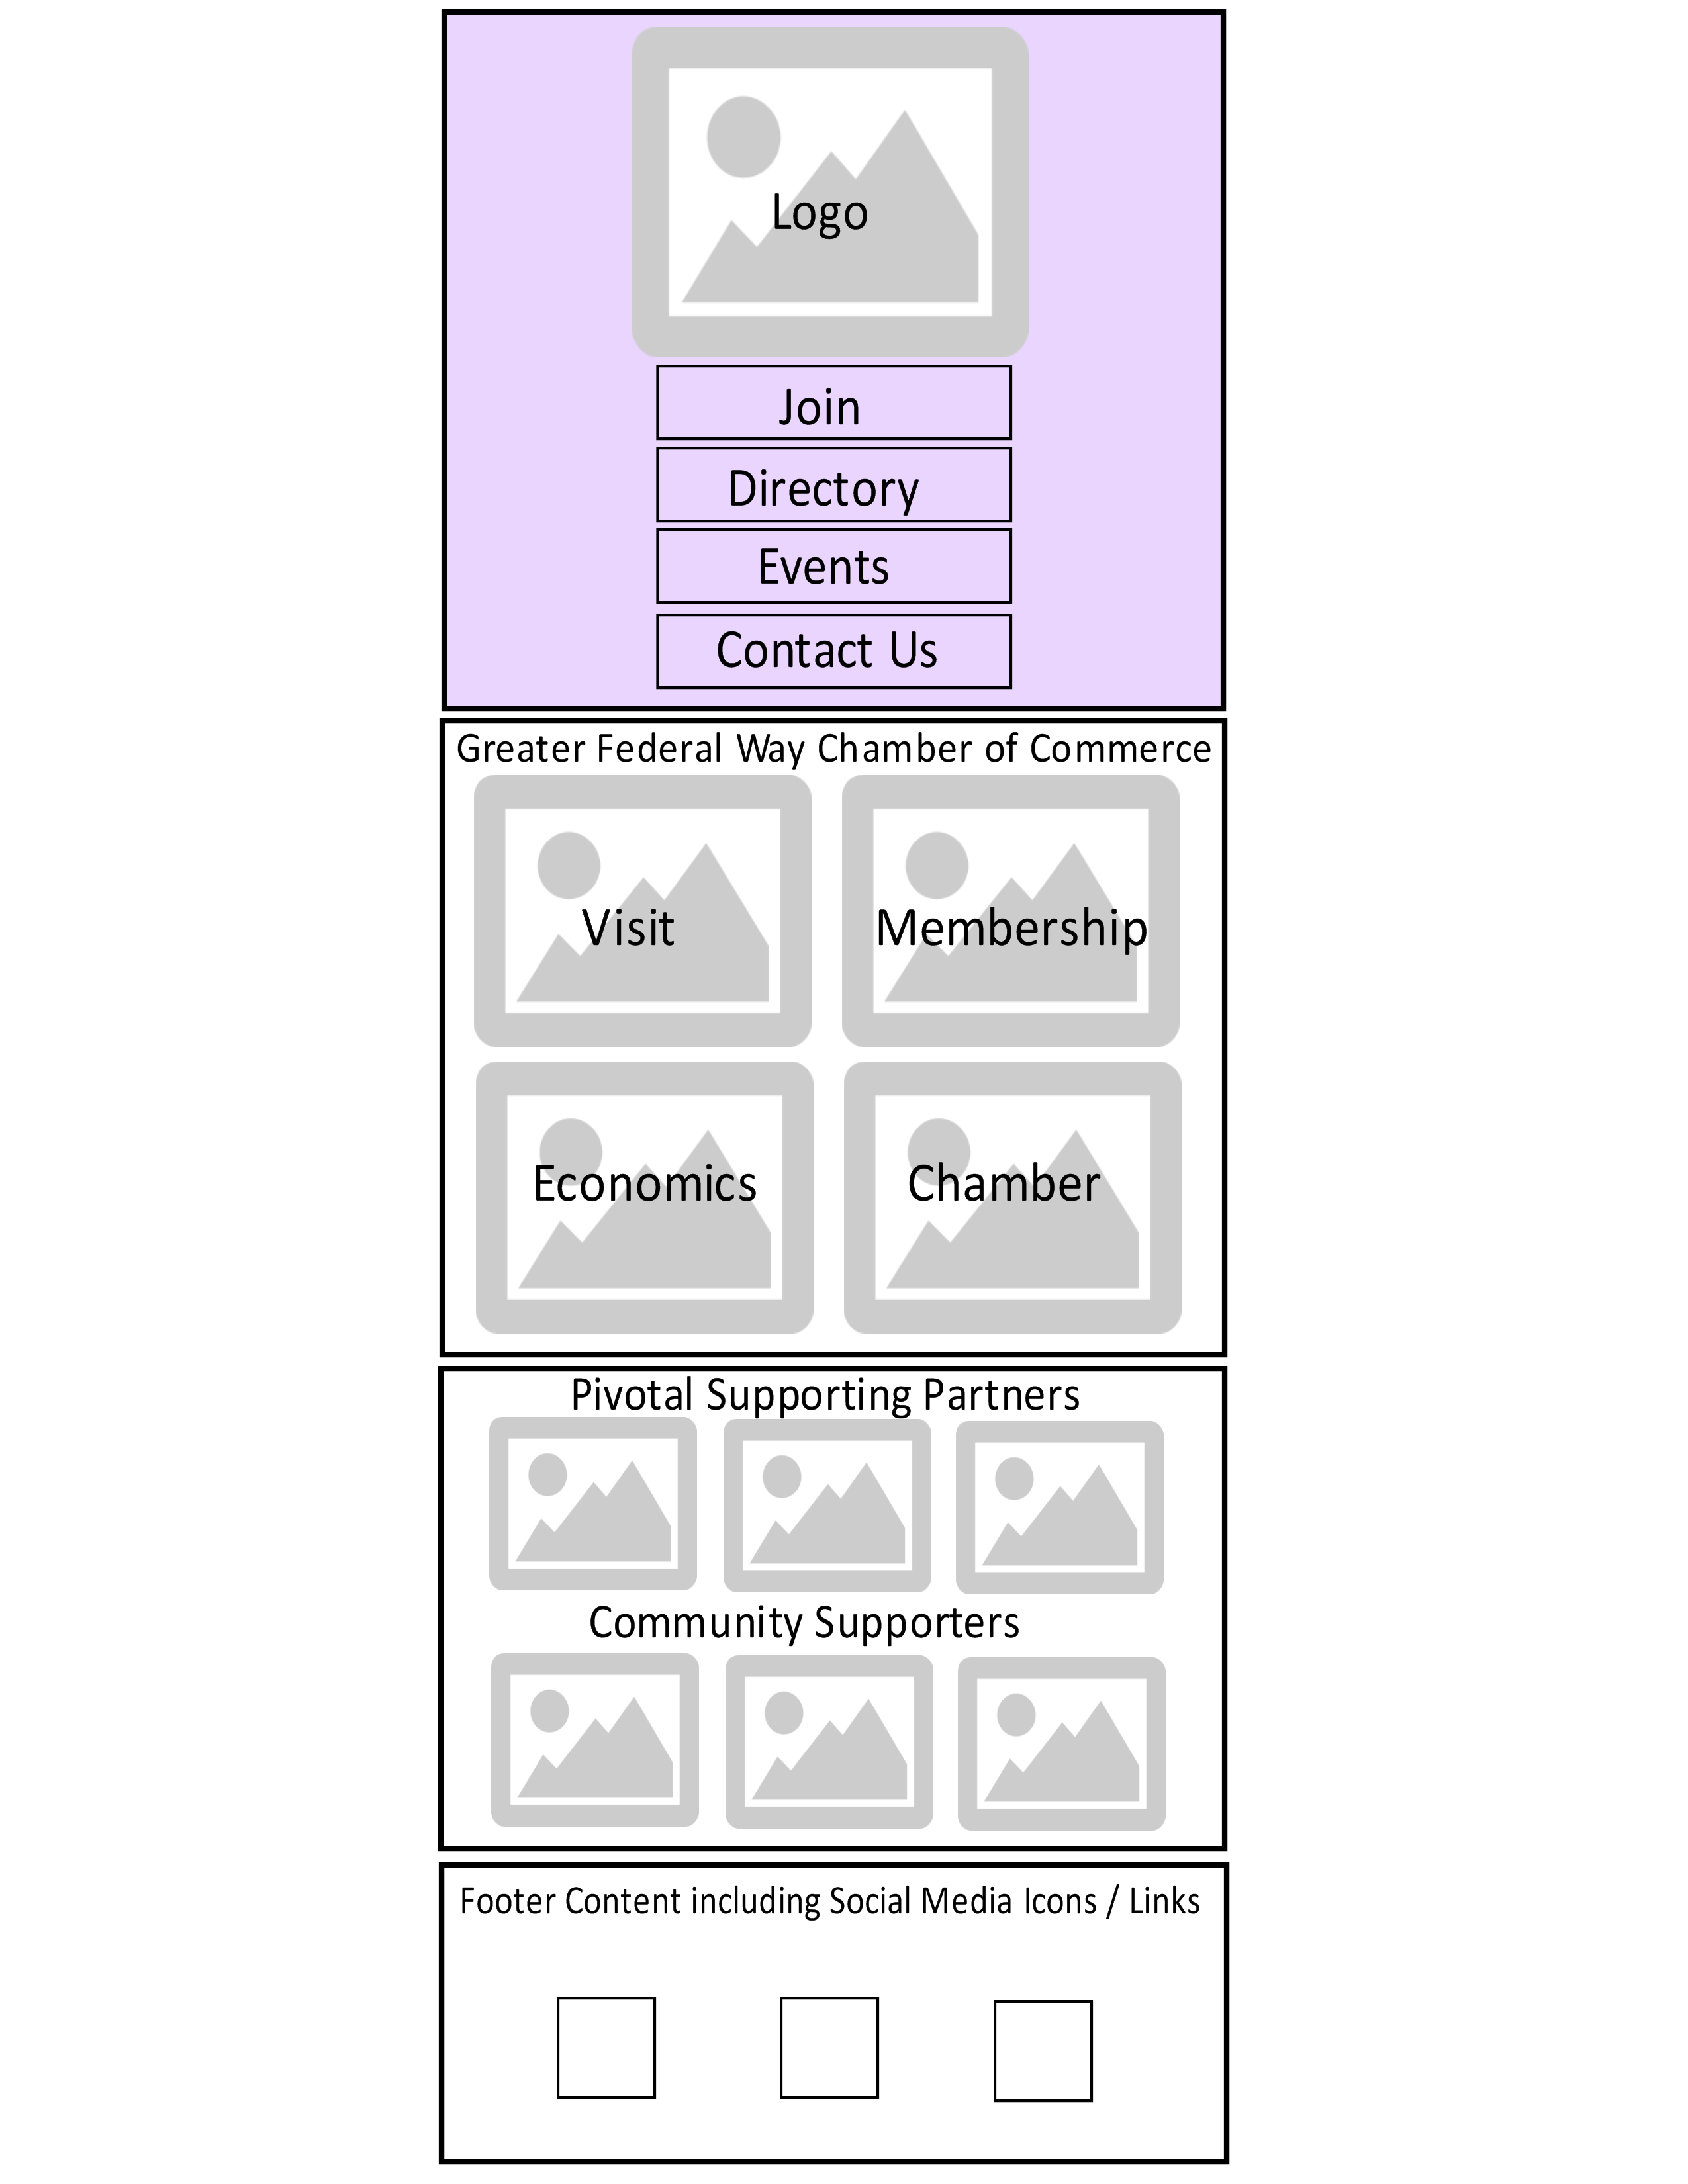 Logo
Join
Directory
Events
Contact Us
Greater Federal Way Chamber of Commerce
Visit
Membership
Economics
Chamber
Pivotal Supporting Partners
Community Supporters
Footer Content including Social Media Icons / Links